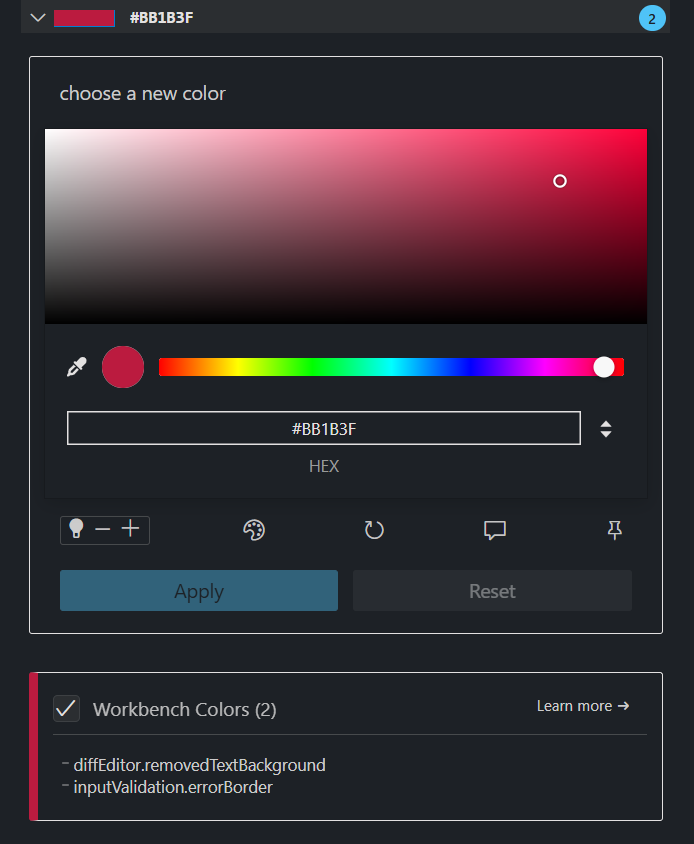 #BB1B3F
2
choose a new color
#BB1B3F
HEX
Apply
Reset
Workbench Colors (2)
Learn more →
- diffEditor.removedTextBackground
- inputValidation.errorBorder